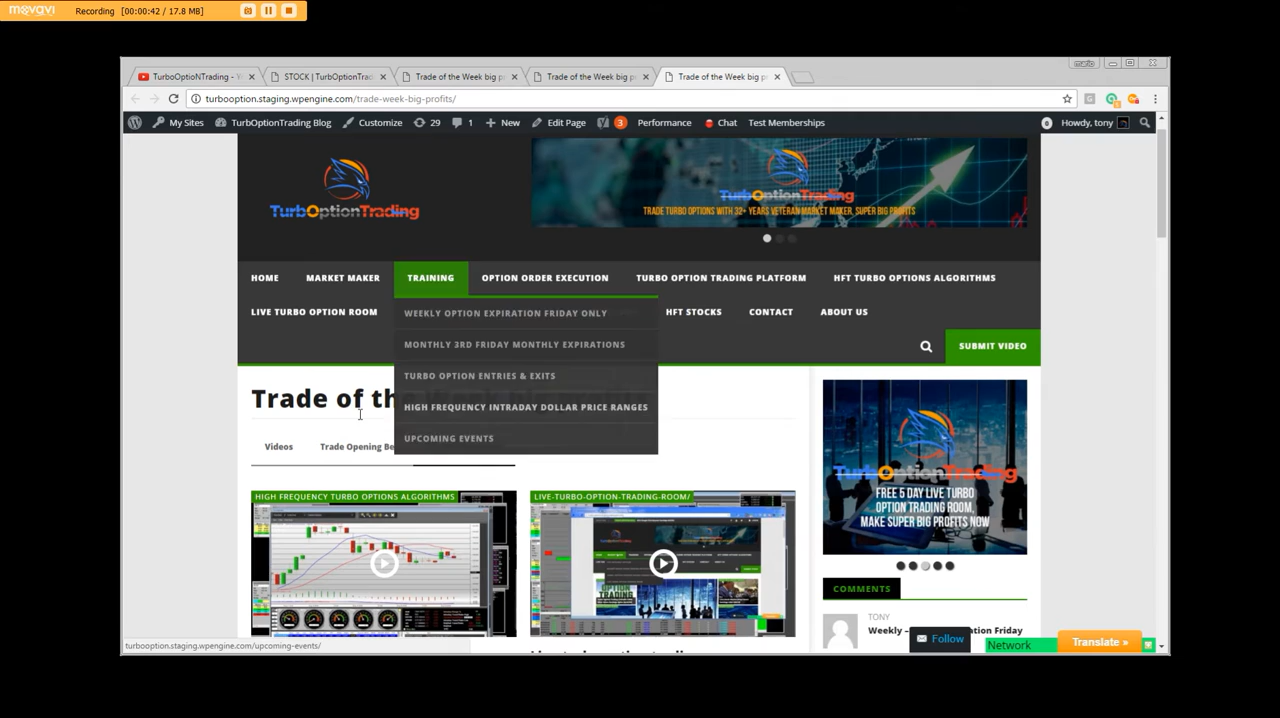 movavi Recording [00:00:42 / 17.8 MB]
TurboOptioNTrading - STOCK | TurbOptionTrad Trade of the Week big p Trade of the Week big p Trade of the Week big p
mario
turbooption.staging.wpengine.com/trade-week-big-profits/
My Sites TurbOptionTrading Blog Customize 29 1 New Edit Page 3 Performance Chat Test Memberships 0 Howdy, tony
TurbOptionTrading
TurbOptionTrading
TRADE TURBO OPTIONS WITH 32+ YEARS VETERAN MARKET MAKER, SUPER BIG PROFITS
HOME MARKET MAKER TRAINING OPTION ORDER EXECUTION TURBO OPTION TRADING PLATFORM HFT TURBO OPTIONS ALGORITHMS
LIVE TURBO OPTION ROOM HFT STOCKS CONTACT ABOUT US
WEEKLY OPTION EXPIRATION FRIDAY ONLY
MONTHLY 3RD FRIDAY MONTHLY EXPIRATIONS
TURBO OPTION ENTRIES & EXITS
HIGH FREQUENCY INTRADAY DOLLAR PRICE RANGES
UPCOMING EVENTS
SUBMIT VIDEO
Trade of th
Videos Trade Opening Be
HIGH FREQUENCY TURBO OPTIONS ALGORITHMS
LIVE-TURBO-OPTION-TRADING-ROOM/
TurbOptionTrading
FREE 5 DAY LIVE TURBO
OPTION TRADING ROOM,
MAKE SUPER BIG PROFITS NOW
COMMENTS
TONY
Weekly – ation Friday
Follow
Network
Translate »
turbooption.staging.wpengine.com/upcoming-events/